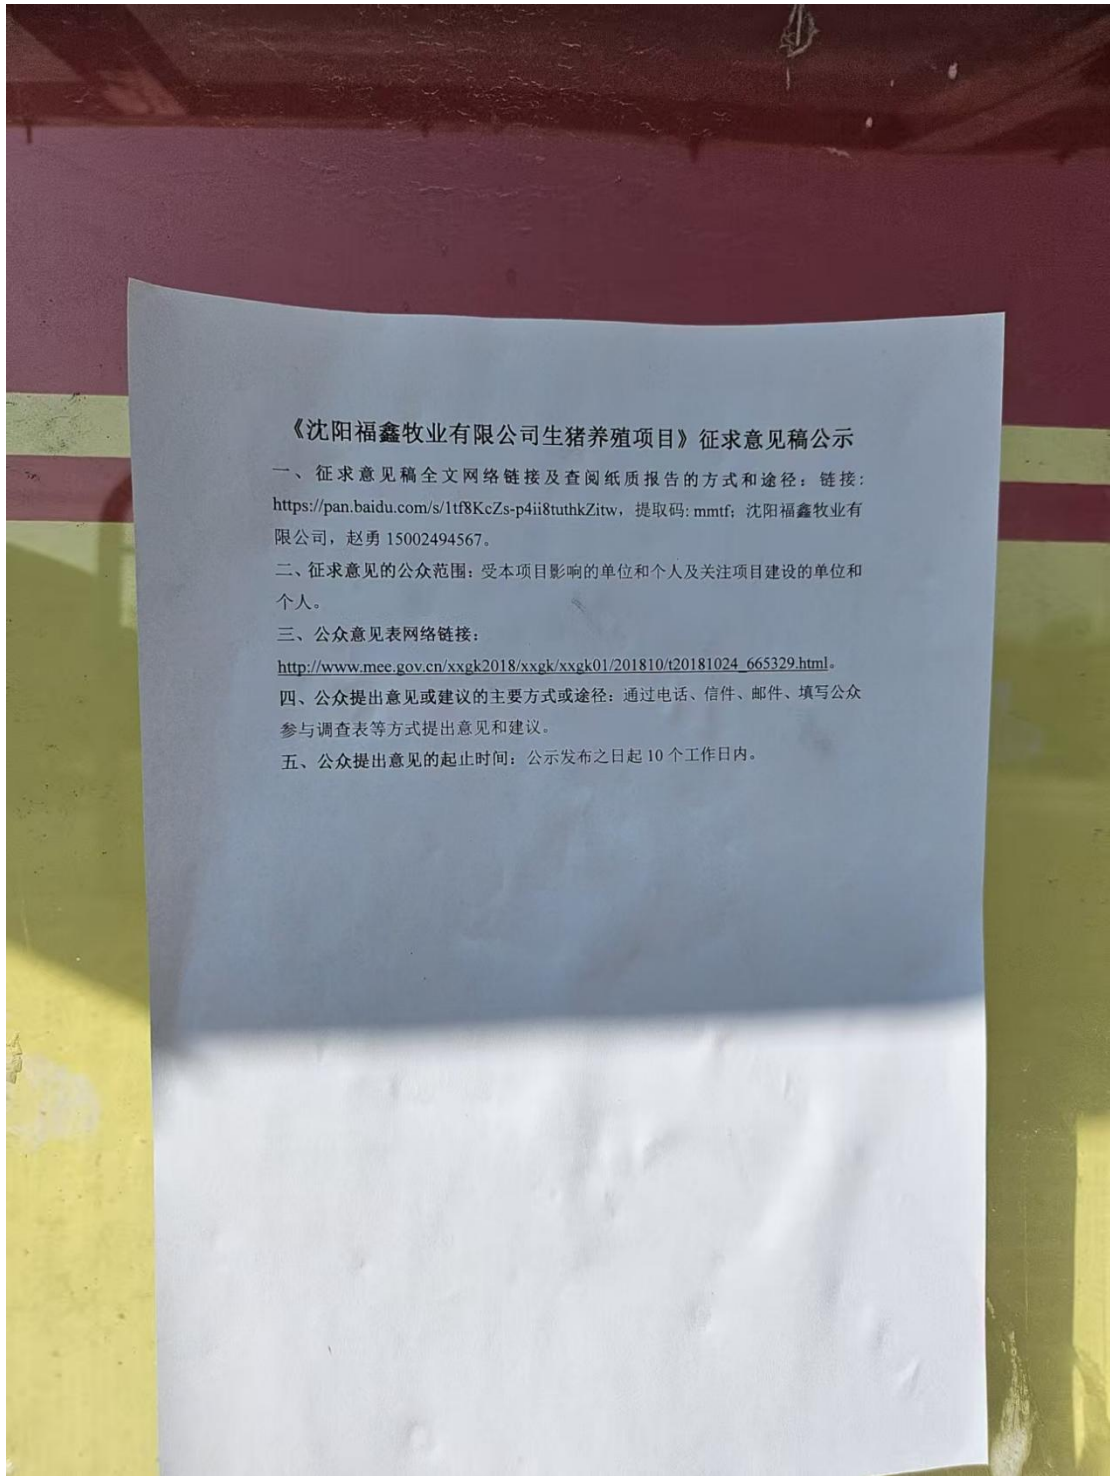 《沈阳福鑫牧业有限公司生猪养殖项目》征求意见稿公示
一、征求意见稿全文网络链接及查阅纸质报告的方式和途径：链接:
https://pan.baidu.com/s/1tf8KcZs-p4ii8tuthkZitw，提取码: mmtf；沈阳福鑫牧业有
限公司，赵勇 15002494567。
二、征求意见的公众范围：受本项目影响的单位和个人及关注项目建设的单位和
个人。
三、公众意见表网络链接：
http://www.mee.gov.cn/xxgk2018/xxgk/xxgk01/201810/t20181024_665329.html。
四、公众提出意见或建议的主要方式或途径：通过电话、信件、邮件、填写公众
参与调查表等方式提出意见和建议。
五、公众提出意见的起止时间：公示发布之日起 10 个工作日内。